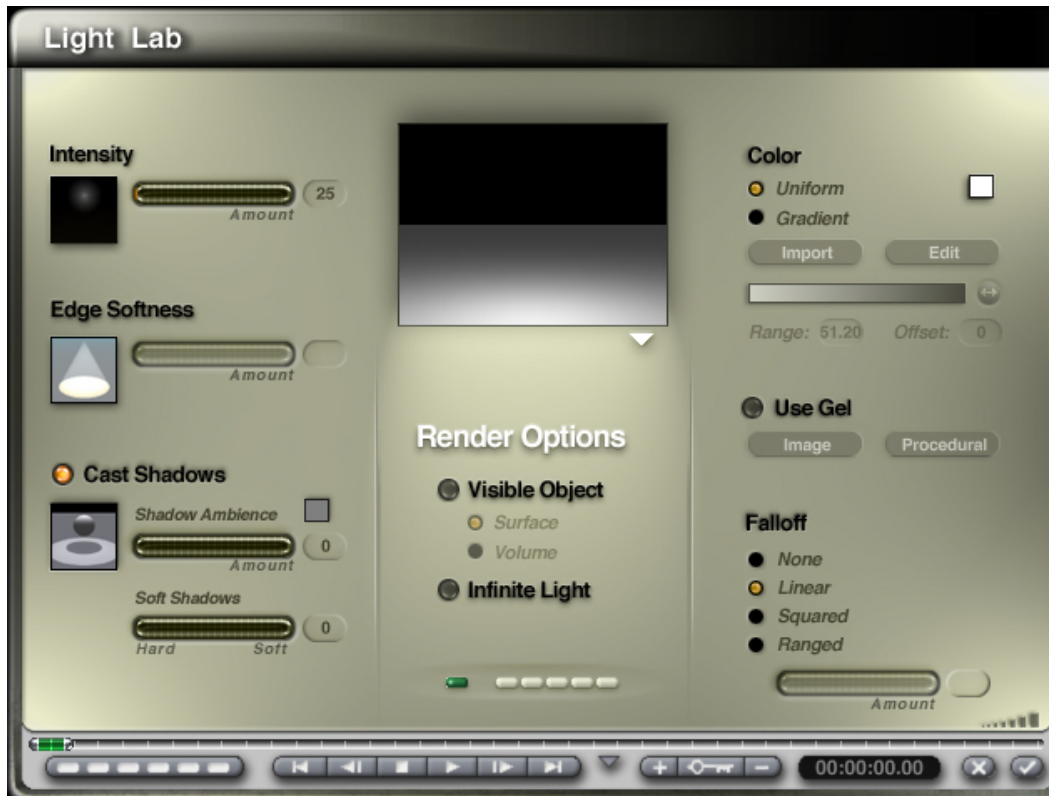 Light Lab
Intensity
25
Amount
Edge Softness
Amount
Cast Shadows
Shadow Ambience
0
Amount
Soft Shadows
0
Hard Soft
Render Options
Visible Object
Surface
Volume
Infinite Light
Color
Uniform
Gradient
Import Edit
Range: 51.20 Offset: 0
Use Gel
Image Procedural
Falloff
None
Linear
Squared
Ranged
Amount
00:00:00.00